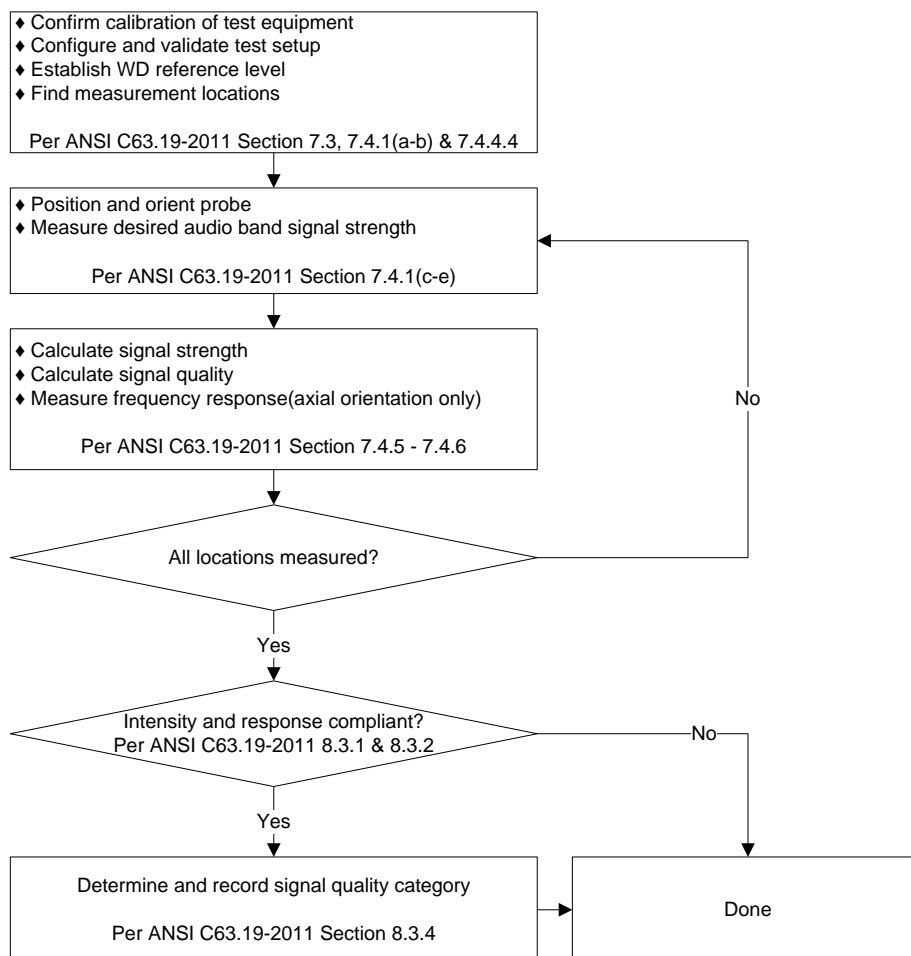 ♦ Confirm calibration of test equipment
♦ Configure and validate test setup
♦ Establish WD reference level
♦ Find measurement locations
Per ANSI C63.19-2011 Section 7.3, 7.4.1(a-b) & 7.4.4.4
♦ Position and orient probe
♦ Measure desired audio band signal strength
Per ANSI C63.19-2011 Section 7.4.1(c-e)
♦ Calculate signal strength
♦ Calculate signal quality
♦ Measure frequency response(axial orientation only)
Per ANSI C63.19-2011 Section 7.4.5 - 7.4.6
No
All locations measured?
Yes
Intensity and response compliant?
Per ANSI C63.19-2011 8.3.1 & 8.3.2
No
Yes
Determine and record signal quality category
Per ANSI C63.19-2011 Section 8.3.4
Done